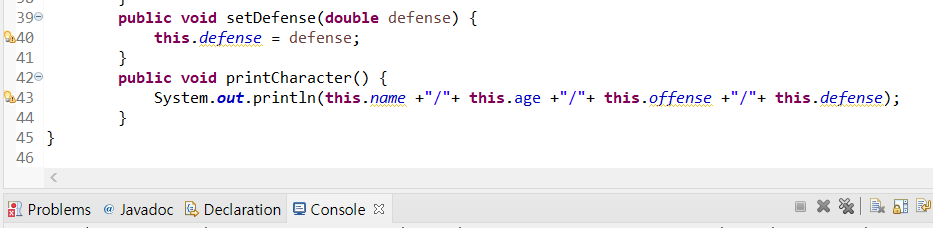 39 public void setDefense(double defense) {
40 this.defense = defense;
41 }
42 public void printCharacter() {
43 System.out.println(this.name +"/"+ this.age +"/"+ this.offense +"/"+ this.defense);
44 }
45 }
46
Problems @ Javadoc Declaration Console